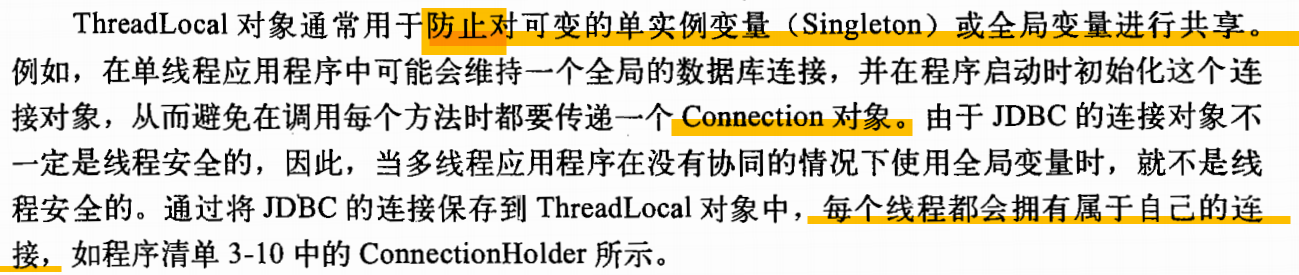 ThreadLocal 对象通常用于防止对可变的单实例变量（Singleton）或全局变量进行共享。
例如，在单线程应用程序中可能会维持一个全局的数据库连接，并在程序启动时初始化这个连
接对象，从而避免在调用每个方法时都要传递一个 Connection 对象。由于 JDBC 的连接对象不
一定是线程安全的，因此，当多线程应用程序在没有协同的情况下使用全局变量时，就不是线
程安全的。通过将 JDBC 的连接保存到 ThreadLocal 对象中，每个线程都会拥有属于自己的连
接，如程序清单 3-10 中的 ConnectionHolder 所示。